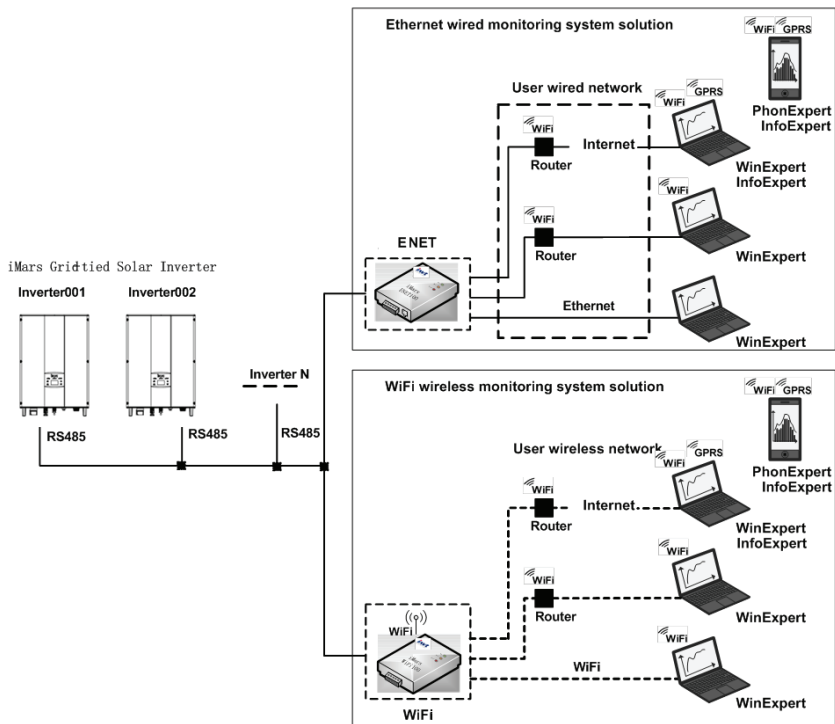 Ethernet wired monitoring system solution
WiFi GPRS
PhonExpert
InfoExpert
User wired network
WiFi GPRS
WiFi
Router
Internet
WinExpert
InfoExpert
WiFi
WiFi
Router
WinExpert
ENET
Ethernet
WinExpert
iMars Grid-tied Solar Inverter
Inverter001 Inverter002
Inverter N
RS485 RS485 RS485
WiFi wireless monitoring system solution
WiFi GPRS
PhonExpert
InfoExpert
User wireless network
WiFi GPRS
WiFi
Router
Internet
WinExpert
InfoExpert
WiFi
WiFi
Router
WinExpert
WiFi
iMars
WiFi
WiFi
WiFi
WinExpert